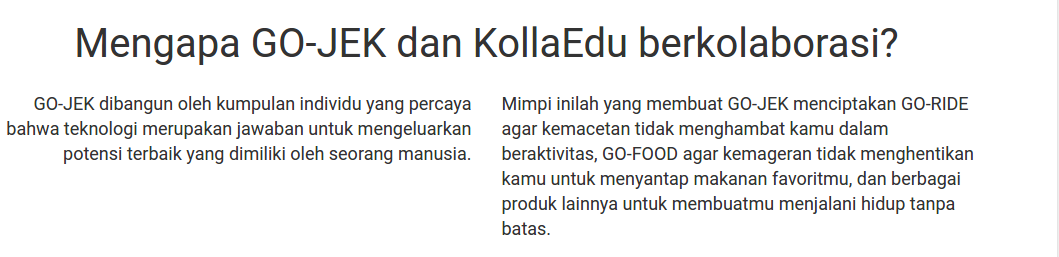 Mengapa GO-JEK dan KollaEdu berkolaborasi?
GO-JEK dibangun oleh kumpulan individu yang percaya
bahwa teknologi merupakan jawaban untuk mengeluarkan
potensi terbaik yang dimiliki oleh seorang manusia.
Mimpi inilah yang membuat GO-JEK menciptakan GO-RIDE
agar kemacetan tidak menghambat kamu dalam
beraktivitas, GO-FOOD agar kemageran tidak menghentikan
kamu untuk menyantap makanan favoritmu, dan berbagai
produk lainnya untuk membuatmu menjalani hidup tanpa
batas.